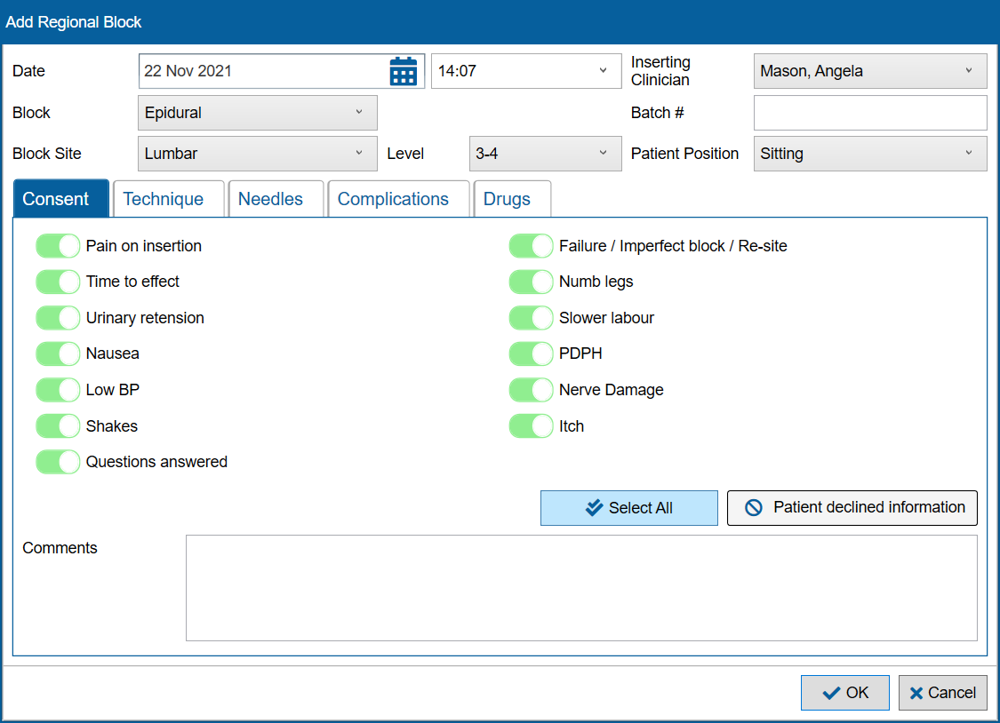 Add Regional Block
Date 22 Nov 2021 14:07 Inserting Clinician Mason, Angela
Block Epidural Batch #
Block Site Lumbar Level 3-4 Patient Position Sitting
Consent Technique Needles Complications Drugs
Pain on insertion Failure / Imperfect block / Re-site
Time to effect Numb legs
Urinary retention Slower labour
Nausea PDPH
Low BP Nerve Damage
Shakes Itch
Questions answered
Select All Patient declined information
Comments
OK Cancel